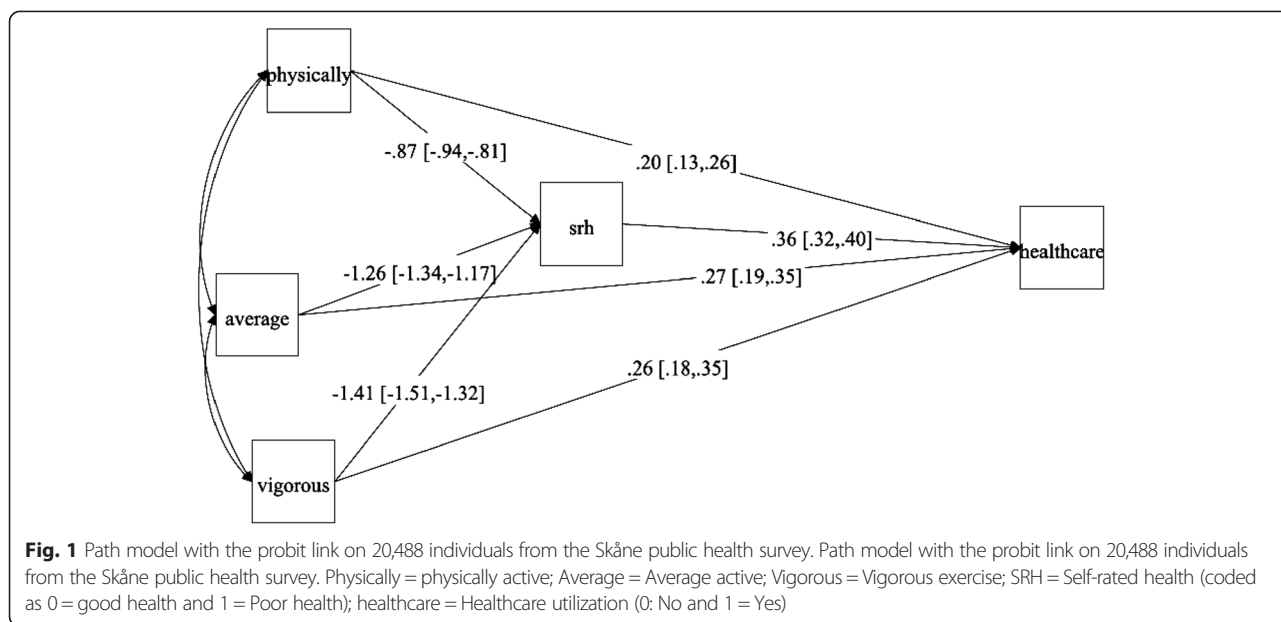 physically
-.87 [-.94,-.81]
.20 [.13,.26]
srh
.36 [.32,.40]
healthcare
-1.26 [-1.34,-1.17]
.27 [.19,.35]
average
.26 [.18,.35]
-1.41 [-1.51,-1.32]
vigorous
Fig. 1 Path model with the probit link on 20,488 individuals from the Skåne public health survey. Path model with the probit link on 20,488 individuals
from the Skåne public health survey. Physically = physically active; Average = Average active; Vigorous = Vigorous exercise; SRH = Self-rated health (coded
as 0 = good health and 1 = Poor health); healthcare = Healthcare utilization (0: No and 1 = Yes)